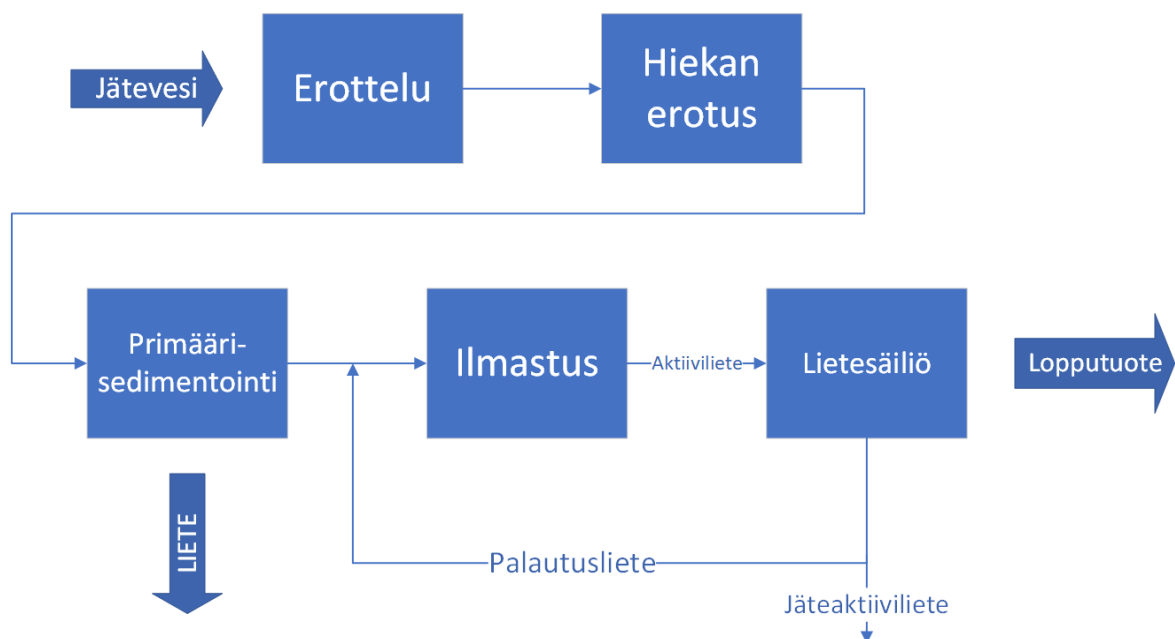 Jätevesi
Erottelu
Hiekan
erotus
Primääri-
sedimentointi
Ilmastus
Aktiiviliete
Lietesäiliö
Lopputuote
LIETE
Palautusliete
Jäteaktiiviliete